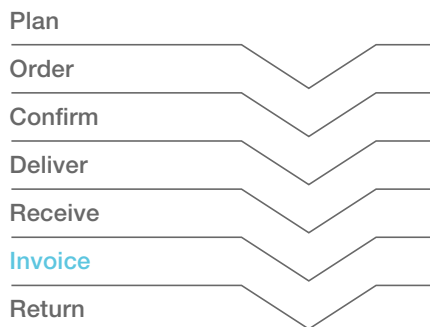 Plan
Order
Confirm
Deliver
Receive
Invoice
Return